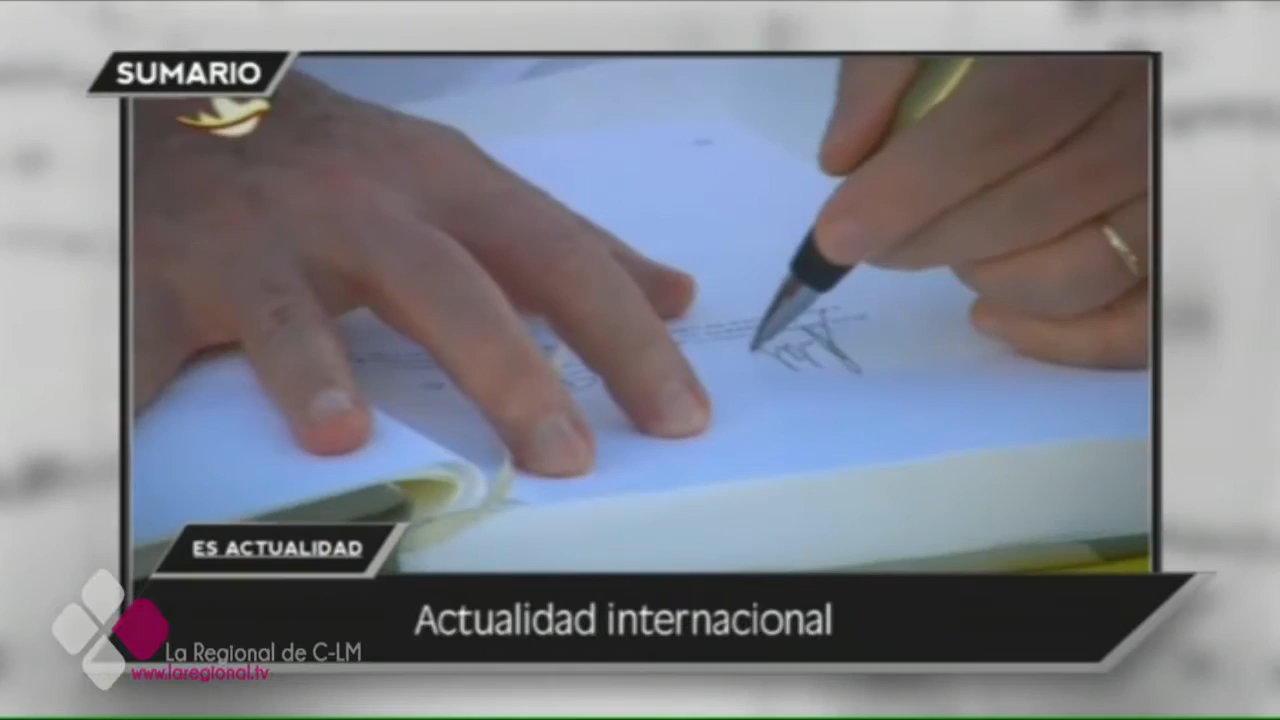 SUMARIO
ES ACTUALIDAD
Actualidad internacional
La Regional de C-LM
www.laregional.tv